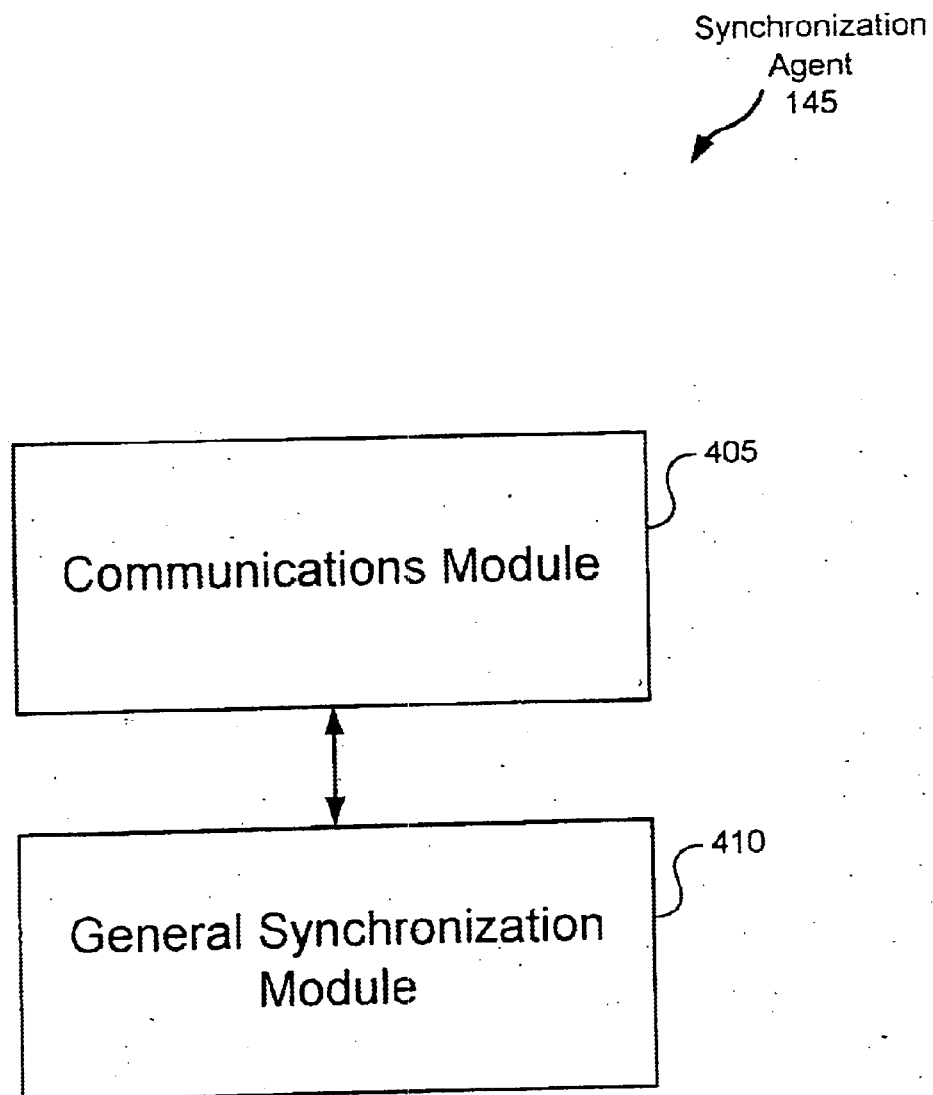 Synchronization
Agent
145
405
Communications Module
410
General Synchronization
Module